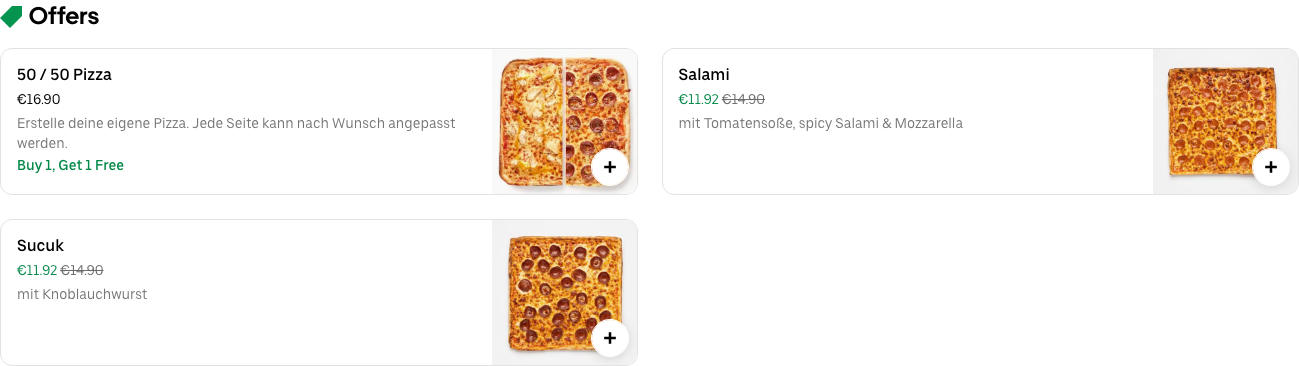 Offers
50 / 50 Pizza
€16.90
Erstelle deine eigene Pizza. Jede Seite kann nach Wunsch angepasst
werden.
Buy 1, Get 1 Free
Salami
€11.92 €14.90
mit Tomatensoße, spicy Salami & Mozzarella
Sucuk
€11.92 €14.90
mit Knoblauchwurst